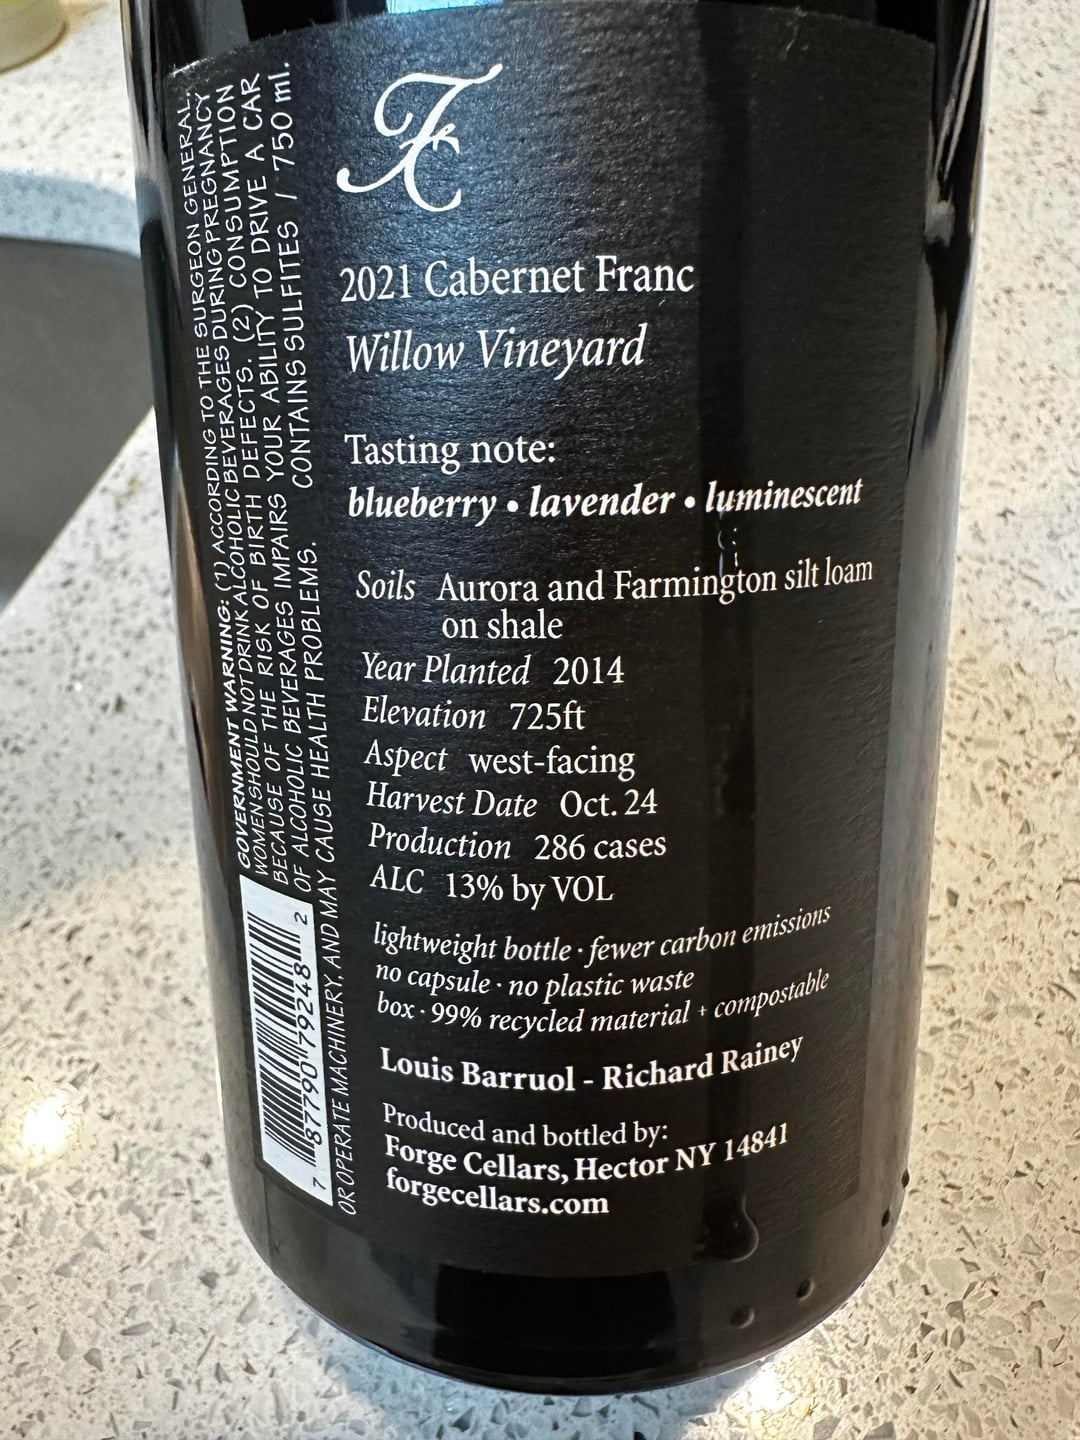 FC
2021 Cabernet Franc
Willow Vineyard
Tasting note:
blueberry • lavender • luminescent
Soils Aurora and Farmington silt loam
on shale
Year Planted 2014
Elevation 725ft
Aspect west-facing
Harvest Date Oct. 24
Production 286 cases
ALC 13% by VOL
lightweight bottle · fewer carbon emissions
no capsule · no plastic waste
box · 99% recycled material + compostable
Louis Barruol - Richard Rainey
Produced and bottled by:
Forge Cellars, Hector NY 14841
forgecellars.com
GOVERNMENT WARNING: (1) ACCORDING TO THE SURGEON GENERAL,
WOMEN SHOULD NOT DRINK ALCOHOLIC BEVERAGES DURING PREGNANCY
BECAUSE OF THE RISK OF BIRTH DEFECTS. (2) CONSUMPTION
OF ALCOHOLIC BEVERAGES IMPAIRS YOUR ABILITY TO DRIVE A CAR
OR OPERATE MACHINERY, AND MAY CAUSE HEALTH PROBLEMS. CONTAINS SULFITES / 750 ml.
7 87790 79248 2